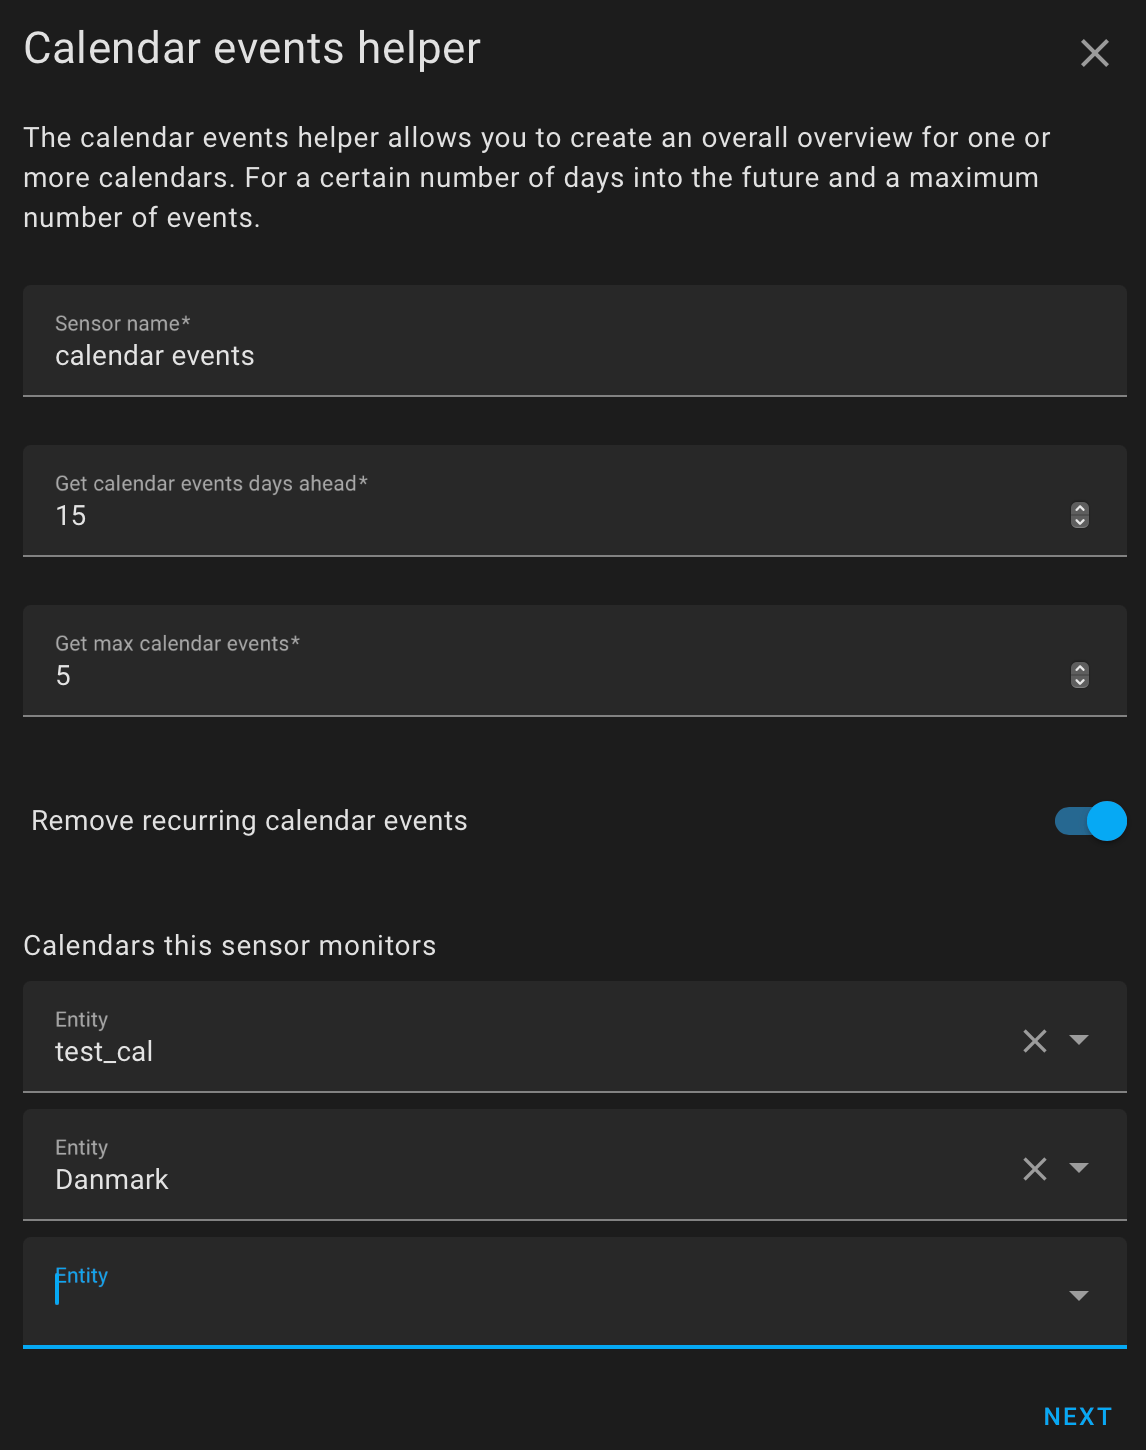 Calendar events helper
The calendar events helper allows you to create an overall overview for one or
more calendars. For a certain number of days into the future and a maximum
number of events.
Sensor name*
calendar events
Get calendar events days ahead*
15
Get max calendar events*
5
Remove recurring calendar events
Calendars this sensor monitors
Entity
test_cal
Entity
Danmark
Entity
NEXT